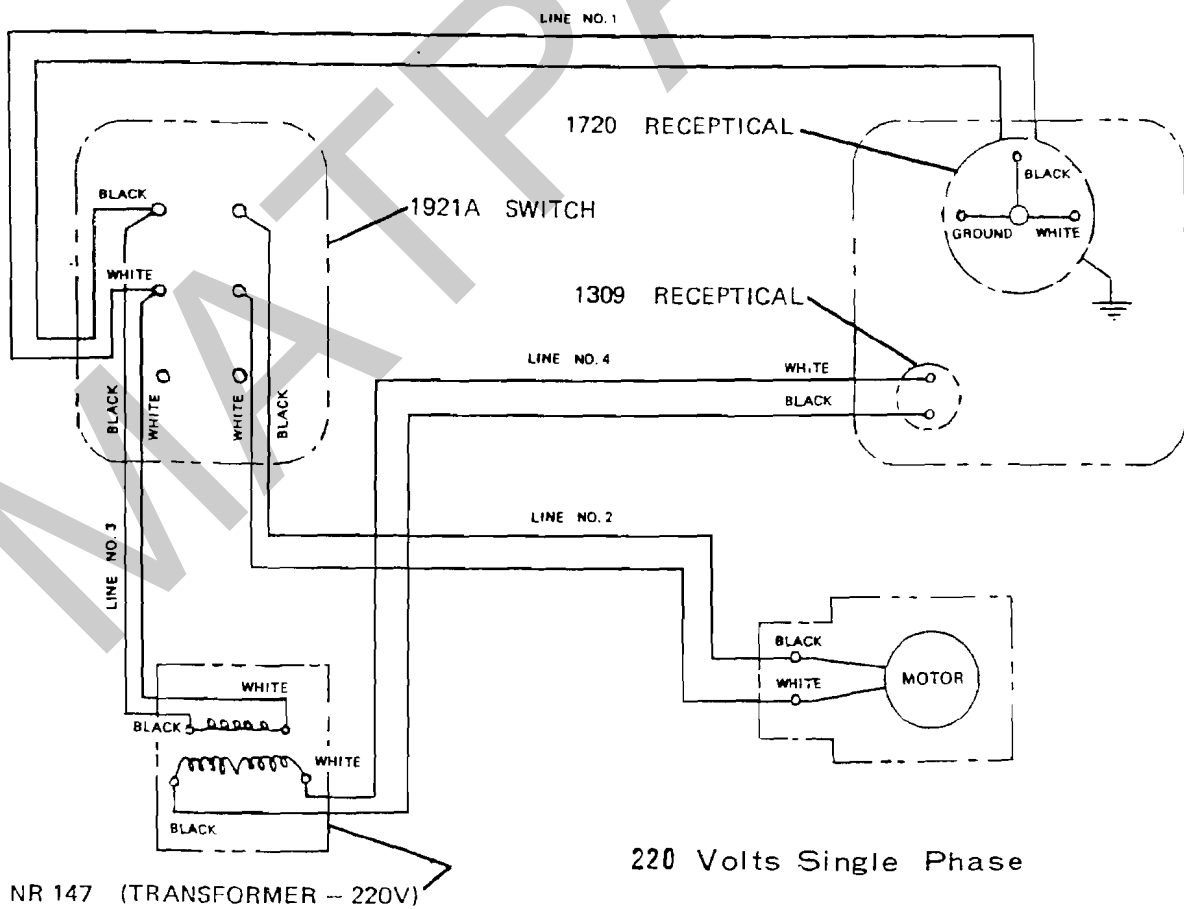 LINE NO. 1
1720 RECEPTICAL
BLACK
GROUND WHITE
BLACK
1921A SWITCH
WHITE
1309 RECEPTICAL
LINE NO. 4
WHITE
BLACK
BLACK
WHITE
WHITE
BLACK
LINE NO. 2
LINE NO. 3
BLACK
WHITE
MOTOR
WHITE
BLACK
WHITE
BLACK
220 Volts Single Phase
NR 147 (TRANSFORMER – 220V)